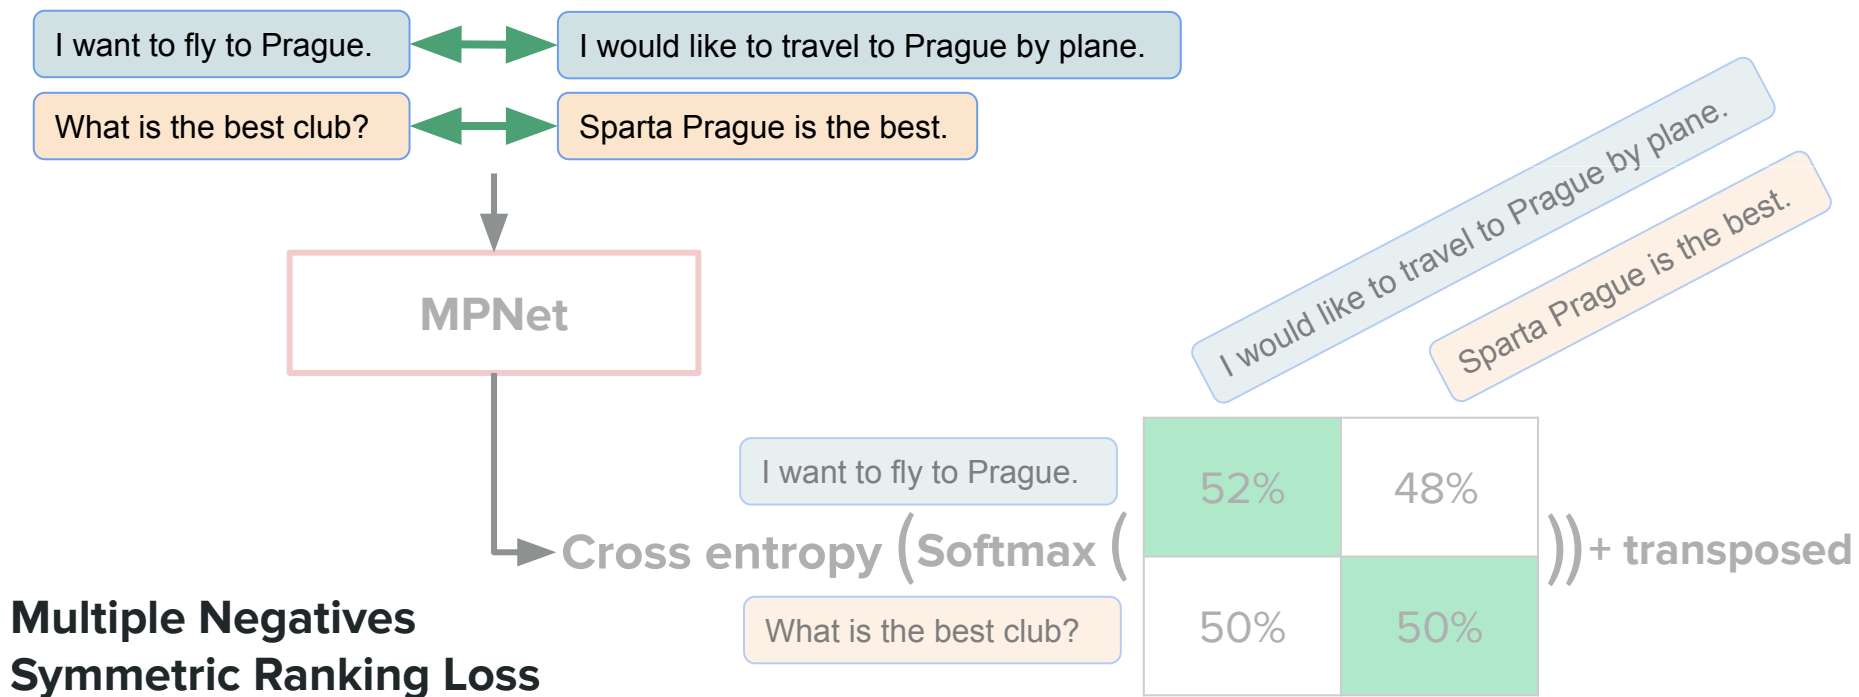 I want to fly to Prague.
I would like to travel to Prague by plane.
What is the best club?
Sparta Prague is the best.
MPNet
I would like to travel to Prague by plane.
Sparta Prague is the best.
I want to fly to Prague.
52%
48%
Cross entropy (Softmax ( )) + transposed
What is the best club?
50%
50%
Multiple Negatives
Symmetric Ranking Loss